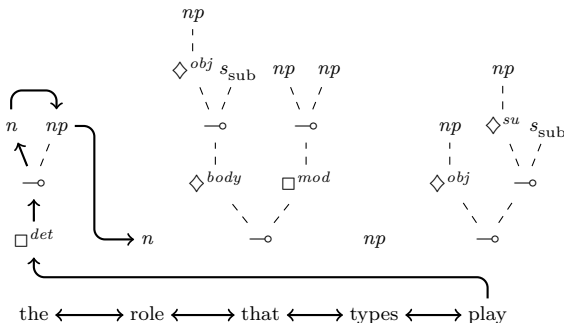 np
◇obj s_sub np np np
n np ⊸ ⊸ np ◇su s_sub
⊸ ◇body □mod ◇obj ⊸
□det n ⊸ np ⊸
the role that types play